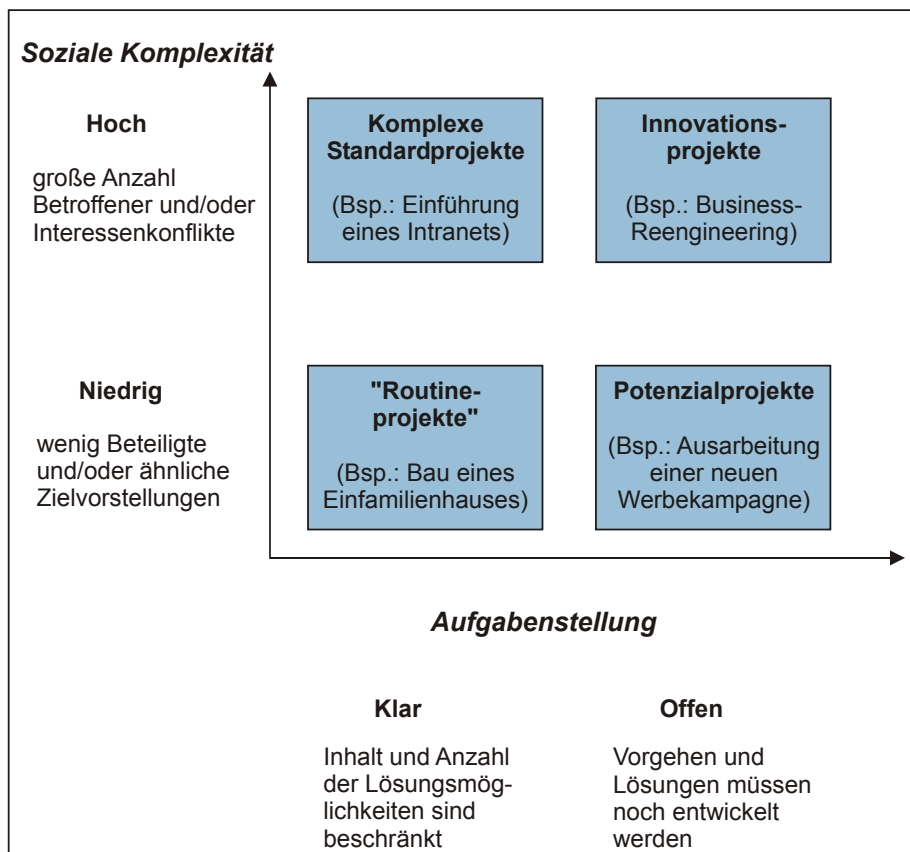 Soziale Komplexität
Hoch
große Anzahl
Betroffener und/oder
Interessenkonflikte
Komplexe
Standardprojekte
(Bsp.: Einführung
eines Intranets)
Innovations-
projekte
(Bsp.: Business-
Reengineering)
Niedrig
wenig Beteiligte
und/oder ähnliche
Zielvorstellungen
"Routine-
projekte"
(Bsp.: Bau eines
Einfamilienhauses)
Potenzialprojekte
(Bsp.: Ausarbeitung
einer neuen
Werbekampagne)
Aufgabenstellung
Klar
Inhalt und Anzahl
der Lösungsmög-
lichkeiten sind
beschränkt
Offen
Vorgehen und
Lösungen müssen
noch entwickelt
werden